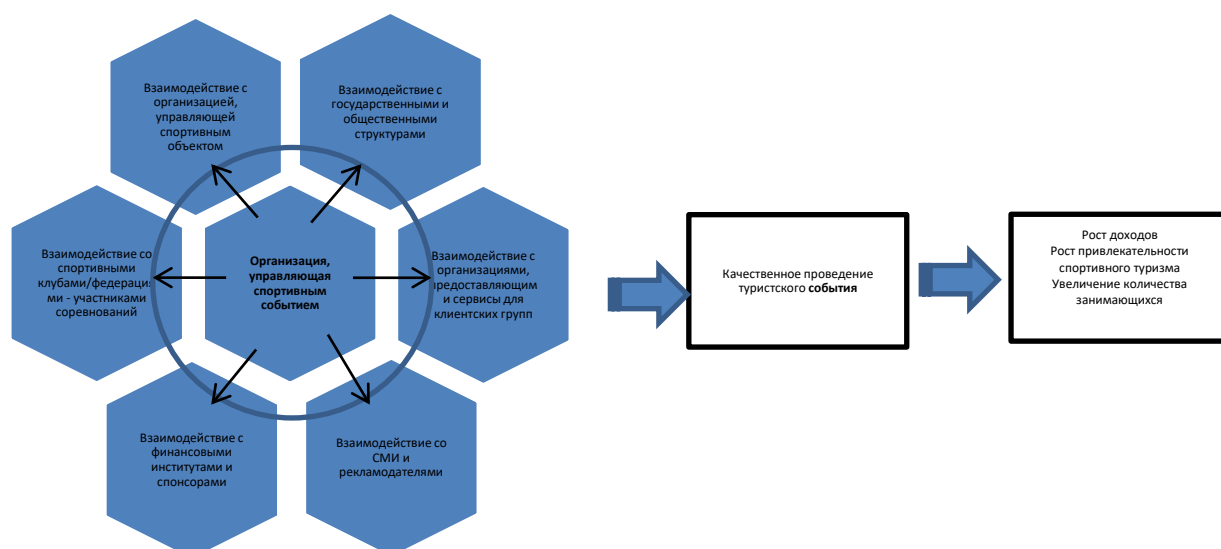 Взаимодействие с
организацией,
управляющей
спортивным
объектом
Взаимодействие с
государственными и
общественными
структурами
Взаимодействие со
спортивными
клубами/федерация
ми - участниками
соревнований
Организация,
управляющая
спортивным
событием
Взаимодействие с
организациями,
предоставляющим
и сервисы для
клиентских групп
Взаимодействие с
финансовыми
институтами и
спонсорами
Взаимодействие со
СМИ и
рекламодателями
Качественное проведение
туристского события
Рост доходов
Рост привлекательности
спортивного туризма
Увеличение количества
занимающихся